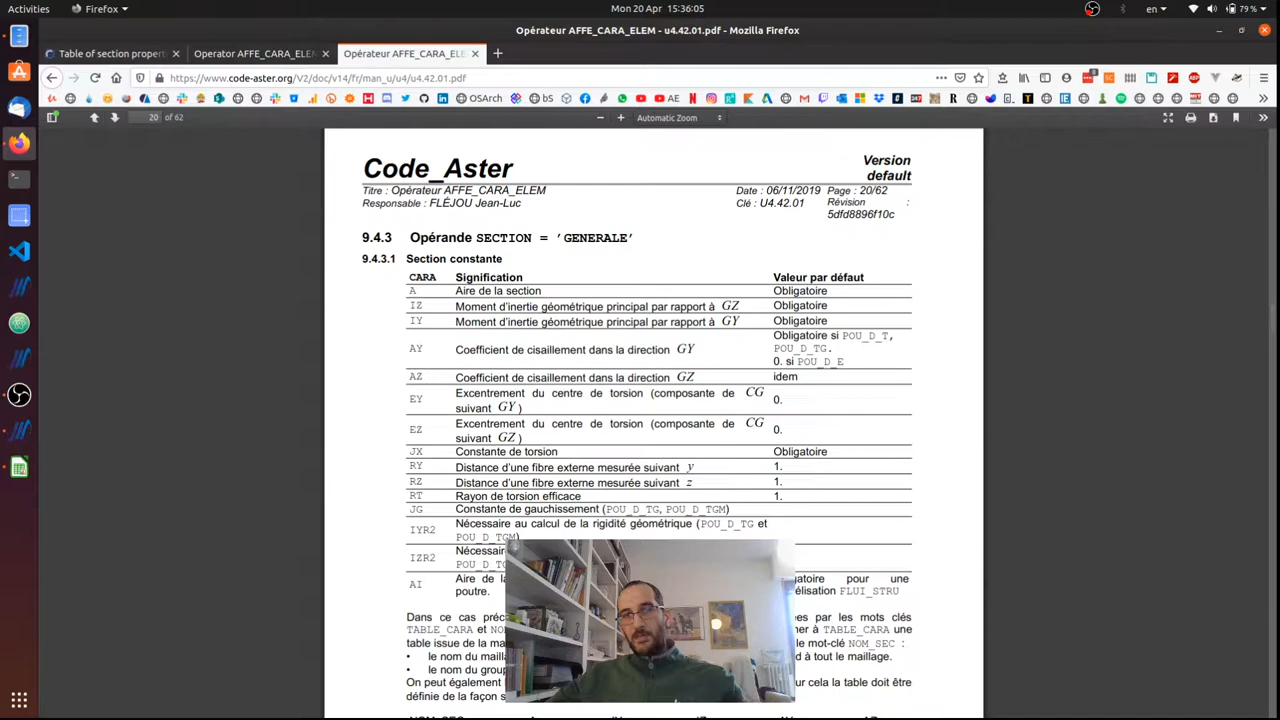 Activities
Firefox
Mon 20 Apr 15:36:05
en
79 %
Opérateur AFFE_CARA_ELEM - u4.42.01.pdf - Mozilla Firefox
Table of section propert
Operator AFFE_CARA_ELEM
Opérateur AFFE_CARA_ELE
https://www.code-aster.org/V2/doc/v14/fr/man_u/u4/u4.42.01.pdf
OSArch
bS
AE
20 of 62
Automatic Zoom
Code_Aster
Version
default
Titre : Opérateur AFFE_CARA_ELEM
Date : 06/11/2019 Page : 20/62
Responsable : FLÉJOU Jean-Luc
Clé : U4.42.01 Révision :
5dfd8896f10c
9.4.3 Opérande SECTION = 'GENERALE'
9.4.3.1 Section constante
CARA Signification Valeur par défaut
A Aire de la section Obligatoire
IZ Moment d'inertie géométrique principal par rapport à GZ Obligatoire
IY Moment d'inertie géométrique principal par rapport à GY Obligatoire
AY Coefficient de cisaillement dans la direction GY Obligatoire si POU_D_T,
POU_D_TG.
0. si POU_D_E
AZ Coefficient de cisaillement dans la direction GZ idem
EY Excentrement du centre de torsion (composante de CG
suivant GY ) 0.
EZ Excentrement du centre de torsion (composante de CG
suivant GZ ) 0.
JX Constante de torsion Obligatoire
RY Distance d'une fibre externe mesurée suivant y 1.
RZ Distance d'une fibre externe mesurée suivant z 1.
RT Rayon de torsion efficace 1.
JG Constante de gauchissement (POU_D_TG, POU_D_TGM)
IYR2 Nécessaire au calcul de la rigidité géométrique (POU_D_TG et
POU_D_TGM)
IZR2 Nécessair
POU_D_TG
AI Aire de la
poutre.
gatoire pour une
élisation FLUI_STRU
Dans ce cas préc
ées par les mots clés
TABLE_CARA et NO
ner à TABLE_CARA une
table issue de la ma
le mot-clé NOM_SEC :
• le nom du mailla
d à tout le maillage.
• le nom du group
On peut également
ur cela la table doit être
définie de la façon s